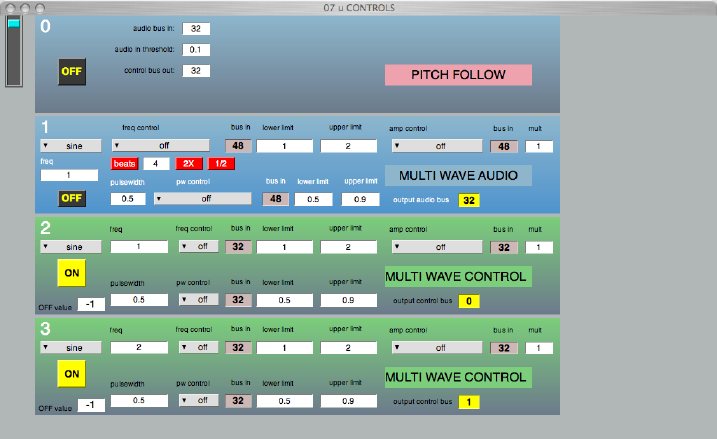 07 u CONTROLS
0
audio bus in: 32
audio in threshold: 0.1
control bus out: 32
OFF
PITCH FOLLOW
1
freq control bus in lower limit upper limit amp control bus in mult
sine off 48 1 2 off 48 1
freq
1
beats 4 2X 1/2
MULTI WAVE AUDIO
pulsewidth pw control bus in lower limit upper limit
OFF 0.5 off 48 0.5 0.9
output audio bus 32
2
freq freq control bus in lower limit upper limit amp control bus in mult
sine 1 off 32 1 2 off 32 1
ON
MULTI WAVE CONTROL
pulsewidth pw control bus in lower limit upper limit
OFF value -1 0.5 off 32 0.5 0.9
output control bus 0
3
freq freq control bus in lower limit upper limit amp control bus in mult
sine 2 off 32 1 2 off 32 1
ON
MULTI WAVE CONTROL
pulsewidth pw control bus in lower limit upper limit
OFF value -1 0.5 off 32 0.5 0.9
output control bus 1